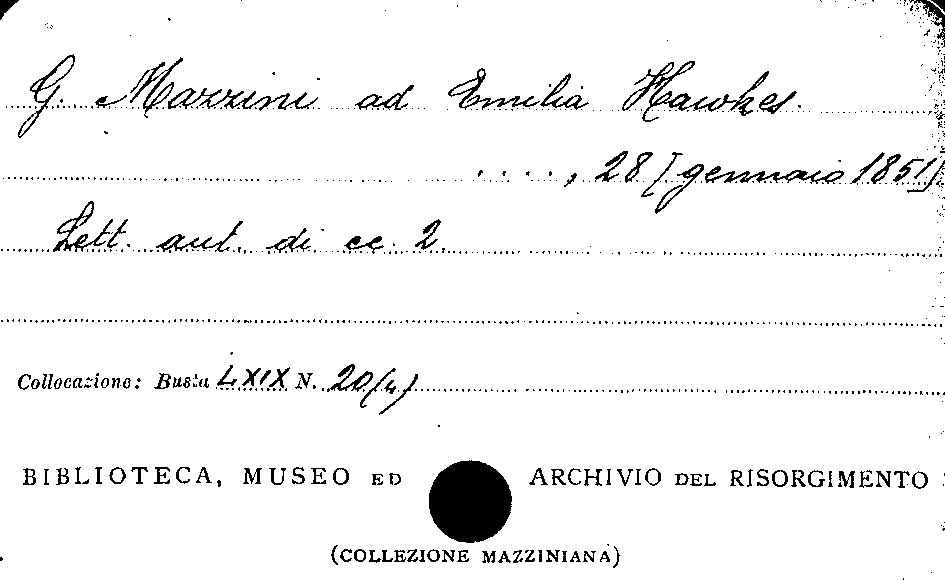 G. Mazzini ad Emilia Hawkes.
...., 28 [gennaio 1851]
Lett. aut. di cc. 2.
Collocazione: Busta LXIX N. 20/4)
BIBLIOTECA, MUSEO ED ARCHIVIO DEL RISORGIMENTO
(COLLEZIONE MAZZINIANA)